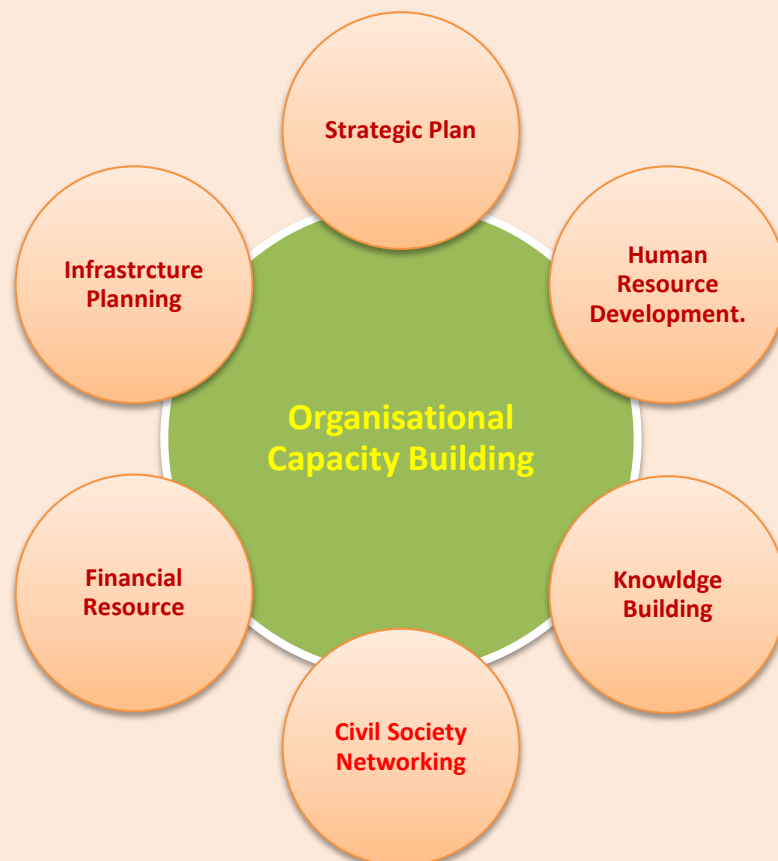 Strategic Plan
Infrastrcture
Planning
Human
Resource
Development.
Organisational
Capacity Building
Financial
Resource
Knowldge
Building
Civil Society
Networking